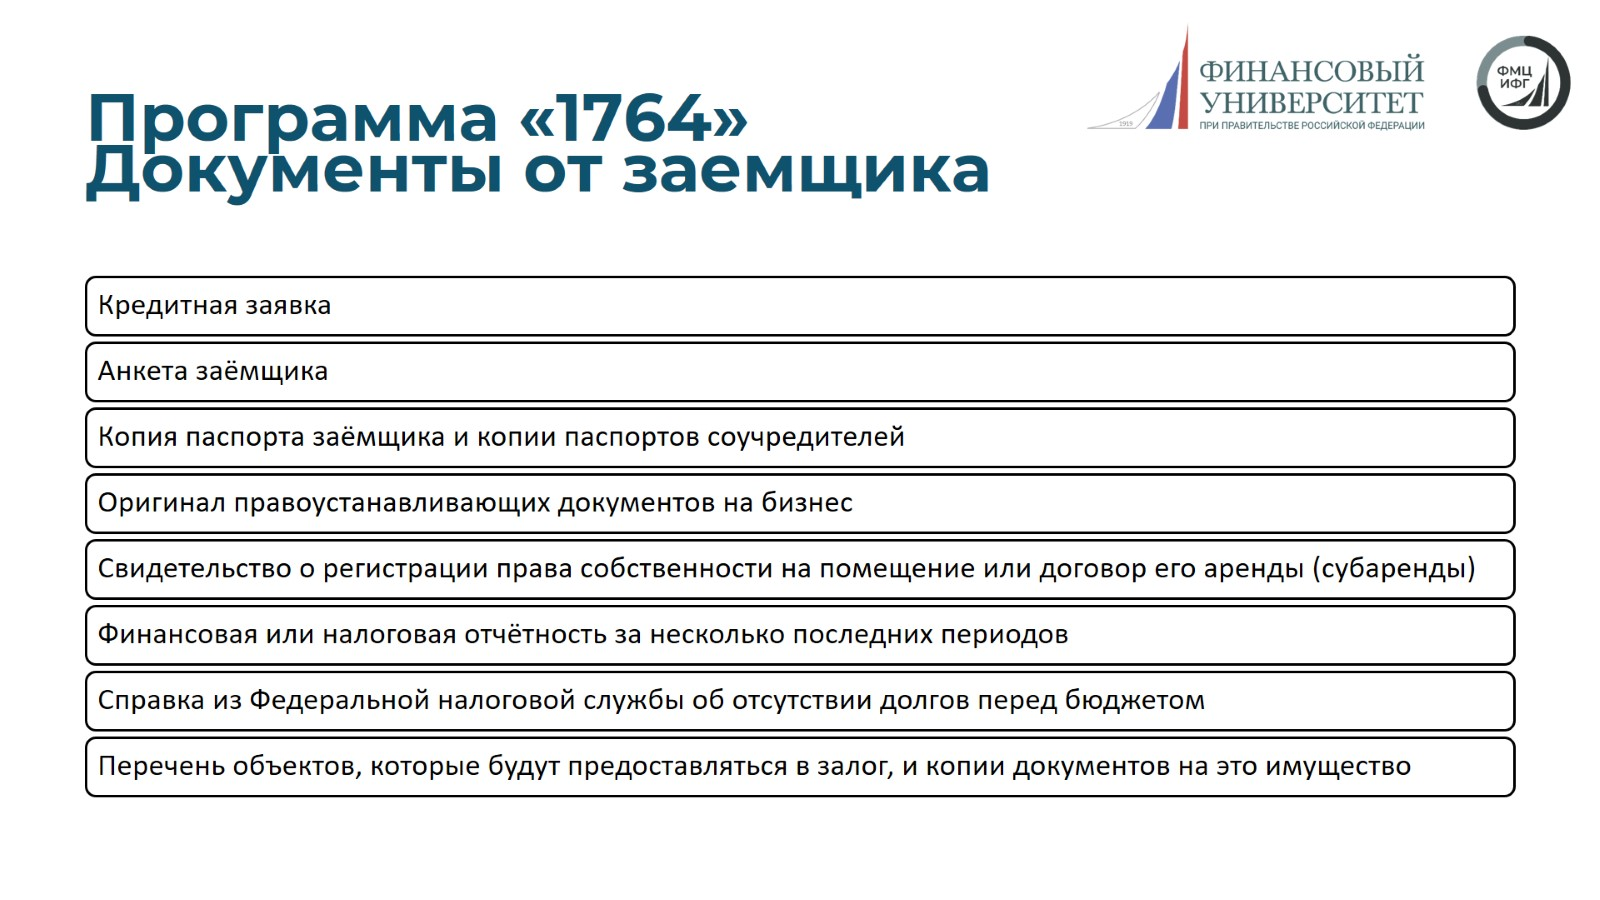 Программа «1764»
Документы от заемщика
ФИНАНСОВЫЙ
УНИВЕРСИТЕТ
ПРИ ПРАВИТЕЛЬСТВЕ РОССИЙСКОЙ ФЕДЕРАЦИИ
1919
ФМЦ
ИФГ
Кредитная заявка
Анкета заёмщика
Копия паспорта заёмщика и копии паспортов соучредителей
Оригинал правоустанавливающих документов на бизнес
Свидетельство о регистрации права собственности на помещение или договор его аренды (субаренды)
Финансовая или налоговая отчётность за несколько последних периодов
Справка из Федеральной налоговой службы об отсутствии долгов перед бюджетом
Перечень объектов, которые будут предоставляться в залог, и копии документов на это имущество